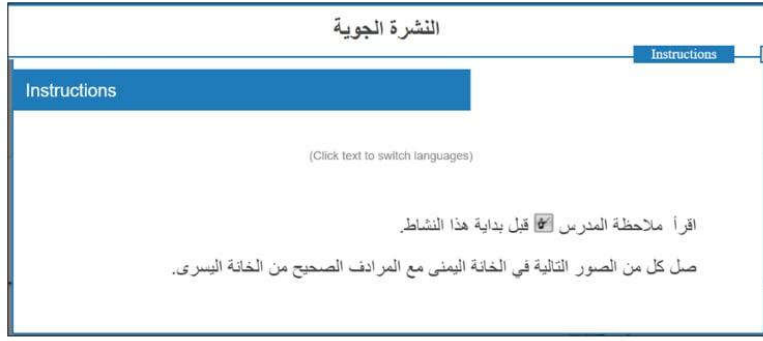 النشرة الجوية
Instructions
Instructions
(Click text to switch languages)
اقرأ ملاحظة المدرس قبل بداية هذا النشاط.
صل كل من الصور التالية في الخانة اليمنى مع المرادف الصحيح من الخانة اليسرى.